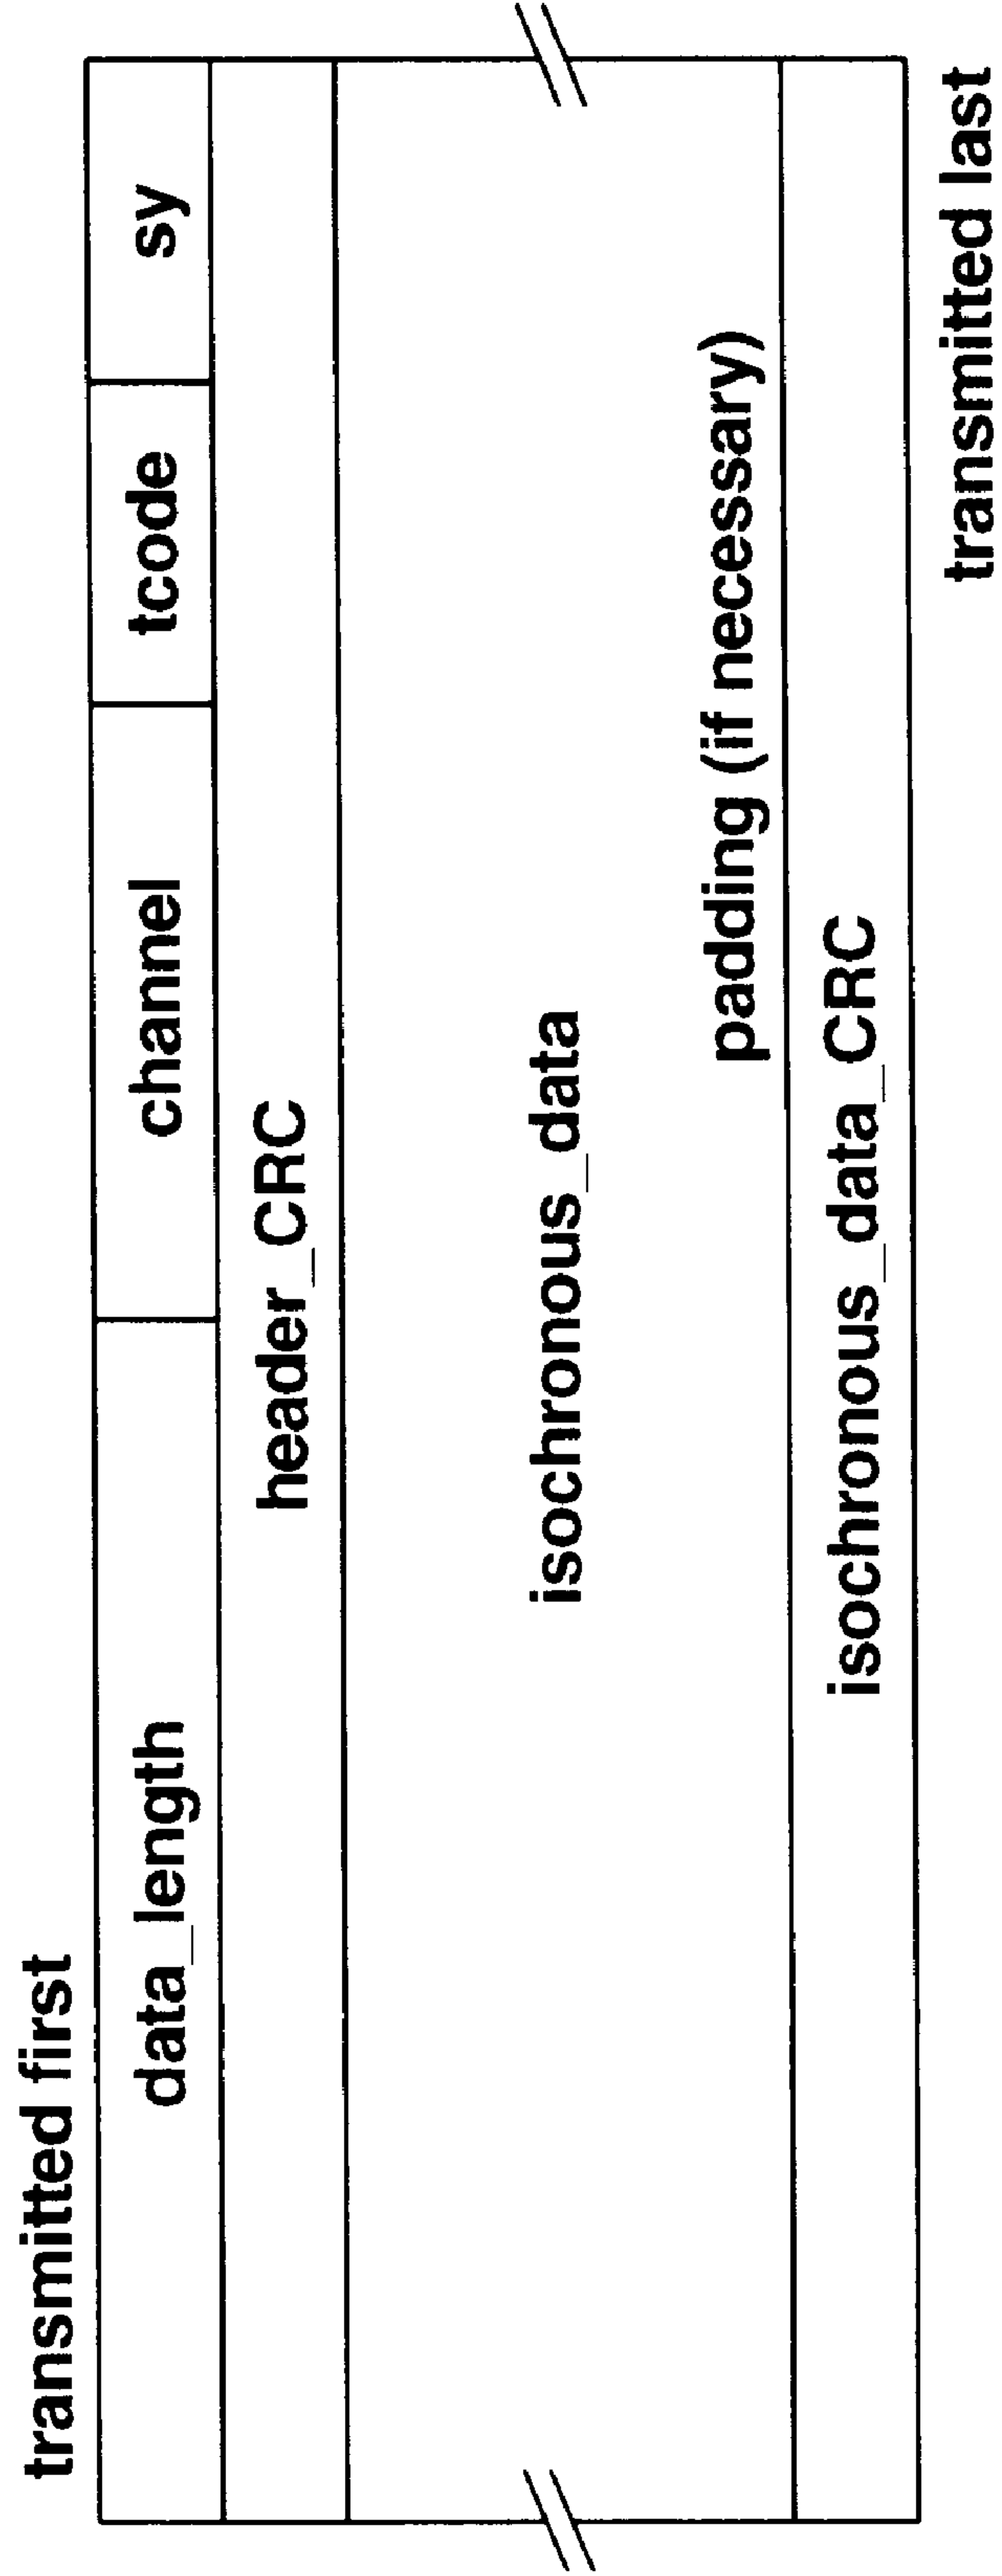 transmitted first
data_length channel tcode sy
header_CRC
isochronous_data
padding (if necessary)
isochronous_data_CRC
transmitted last